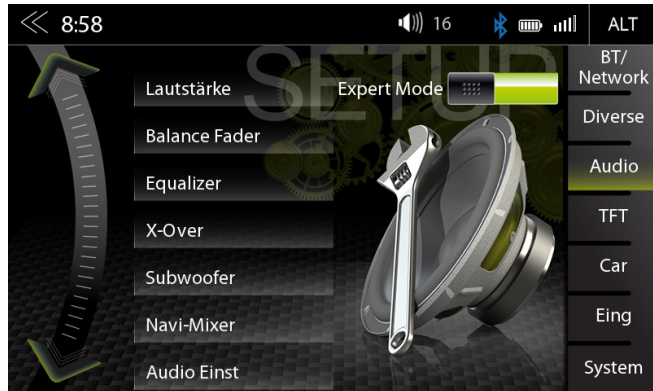 8:58
16
ALT
SETUP
BT/
Network
Lautstärke
Expert Mode
Diverse
Balance Fader
Audio
Equalizer
TFT
X-Over
Car
Subwoofer
Eing
Navi-Mixer
System
Audio Einst